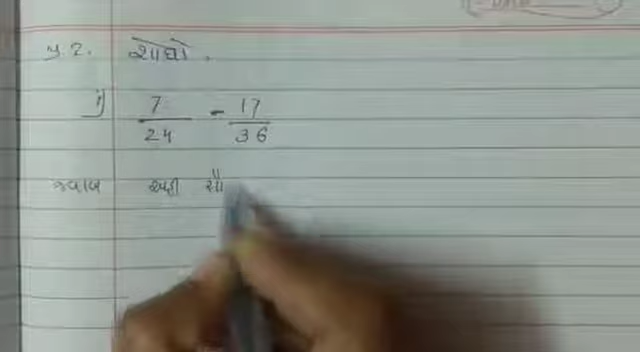 પ્ર 2. શોધો.
i) 7/24 - 17/36
જવાબ અહીં સૌ